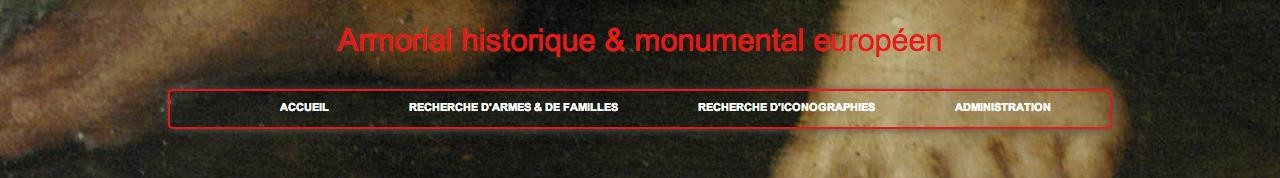 Armorial historique & monumental européen
ACCUEIL RECHERCHE D'ARMES & DE FAMILLES RECHERCHE D'ICONOGRAPHIES ADMINISTRATION